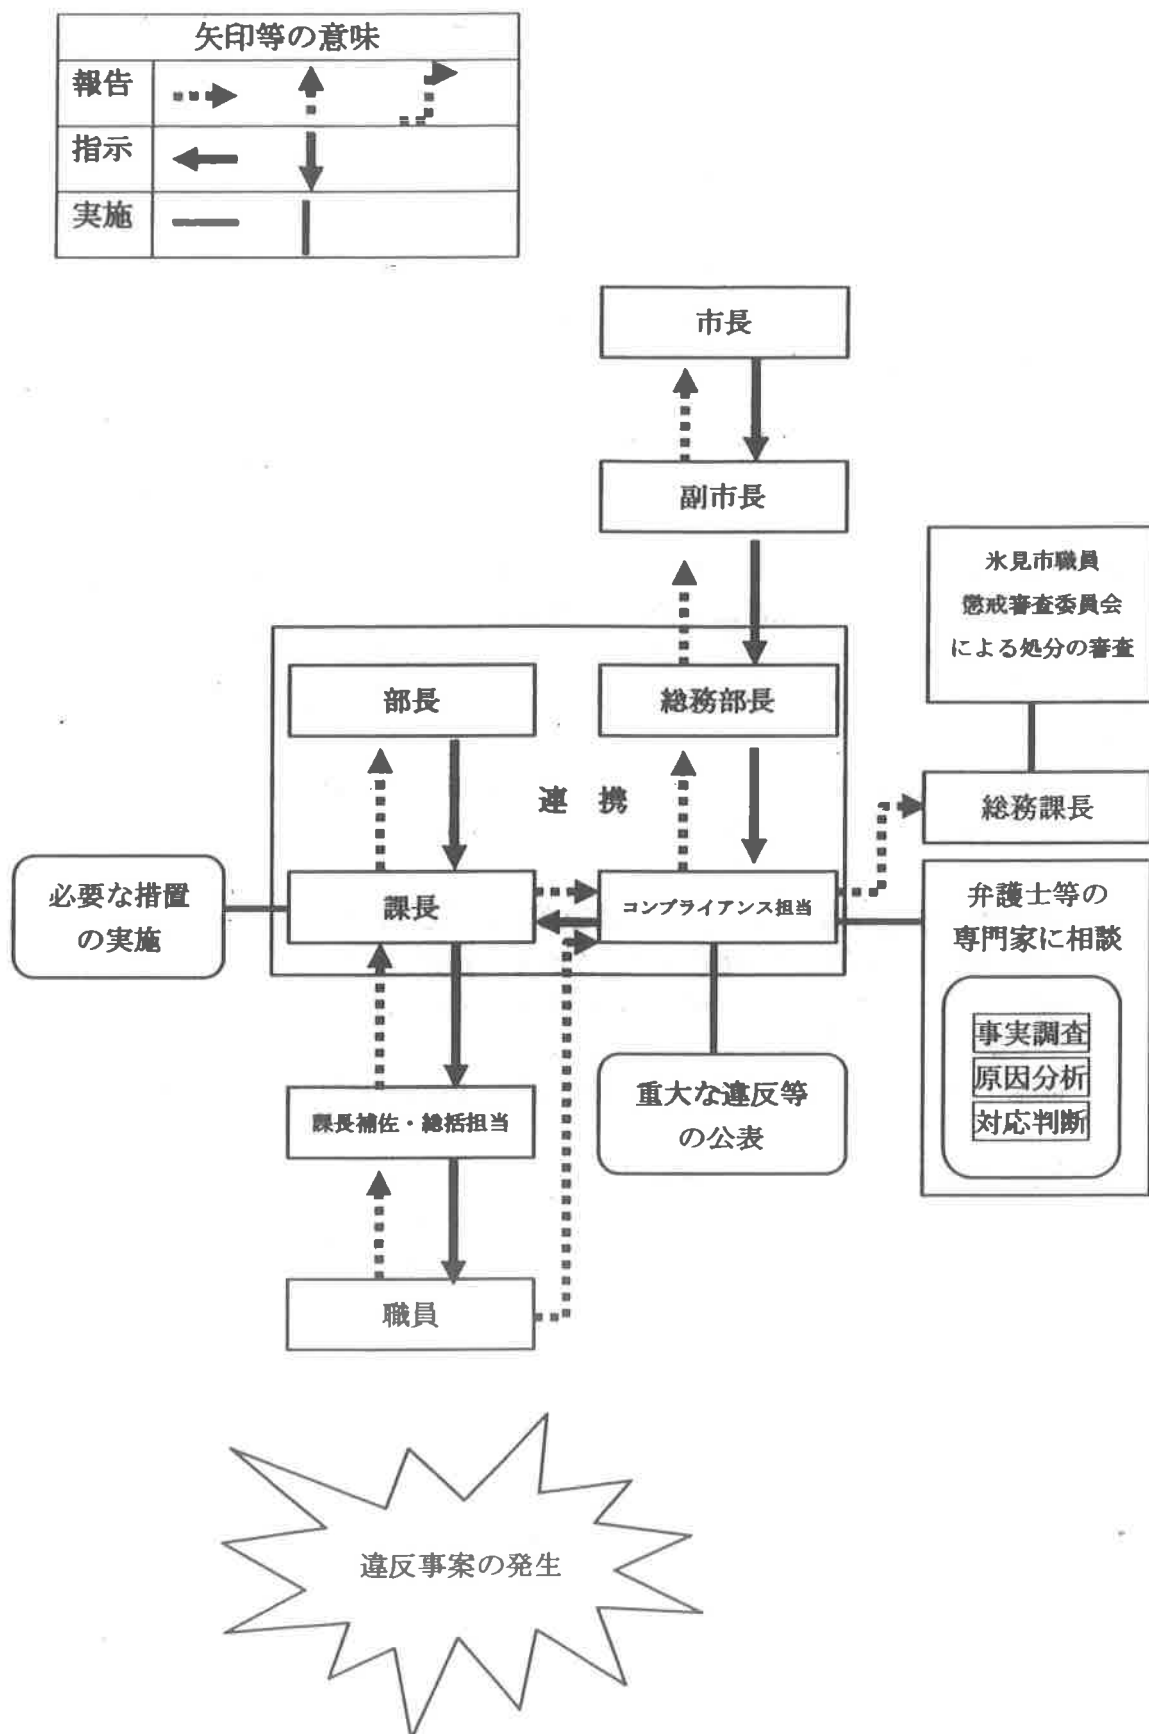 矢印等の意味
報告
指示
実施
市長
副市長
氷見市職員
懲戒審査委員会
による処分の審査
部長
総務部長
連 携
総務課長
必要な措置
の実施
課長
コンプライアンス担当
弁護士等の
専門家に相談
事実調査
原因分析
対応判断
重大な違反等
の公表
課長補佐・総括担当
職員
違反事案の発生